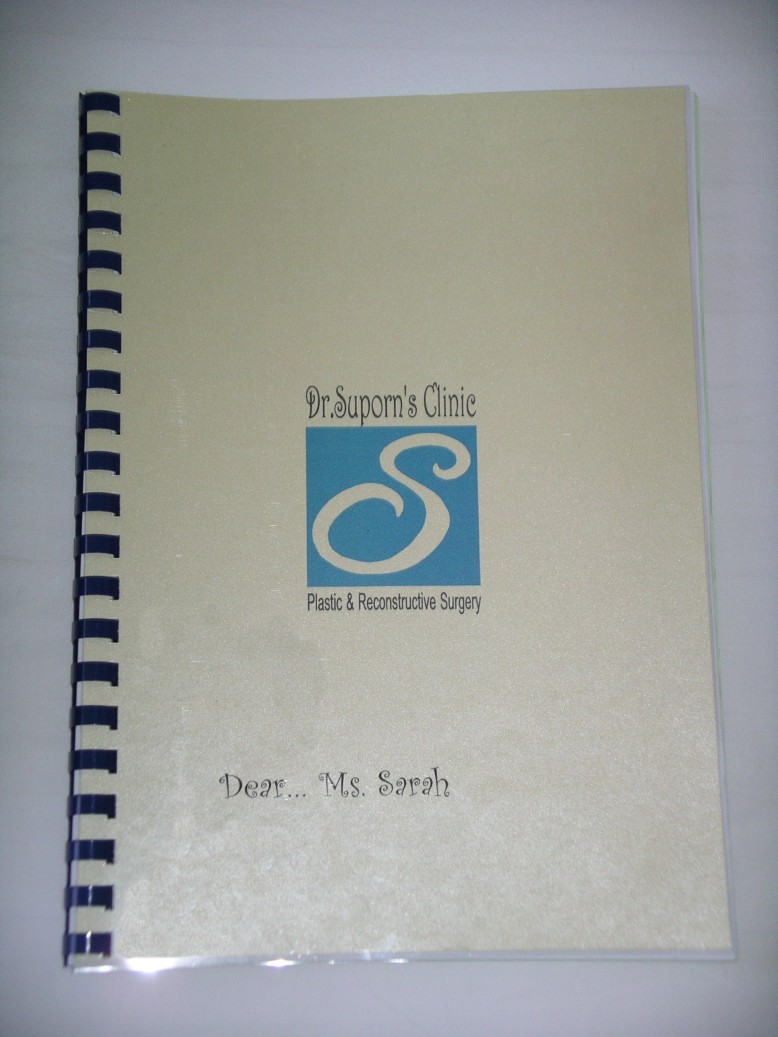 Dr.Suporn's Clinic
S
Plastic & Reconstructive Surgery
Dear... Ms. Sarah